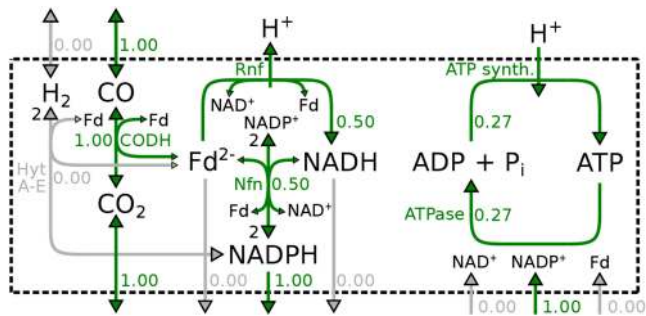 H⁺
H⁺
0.00
1.00
Rnf
ATP synth.
H₂
CO
NAD⁺
Fd
2
Fd
Fd
NADP⁺
0.50
0.27
1.00
CODH
2
Hyt
A-E
0.00
Fd²⁻
NADH
ADP + Pᵢ
ATP
Nfn
0.50
CO₂
Fd
NAD⁺
ATPase
0.27
2
NADPH
NAD⁺
NADP⁺
Fd
1.00
0.00
1.00
0.00
0.00
1.00
0.00